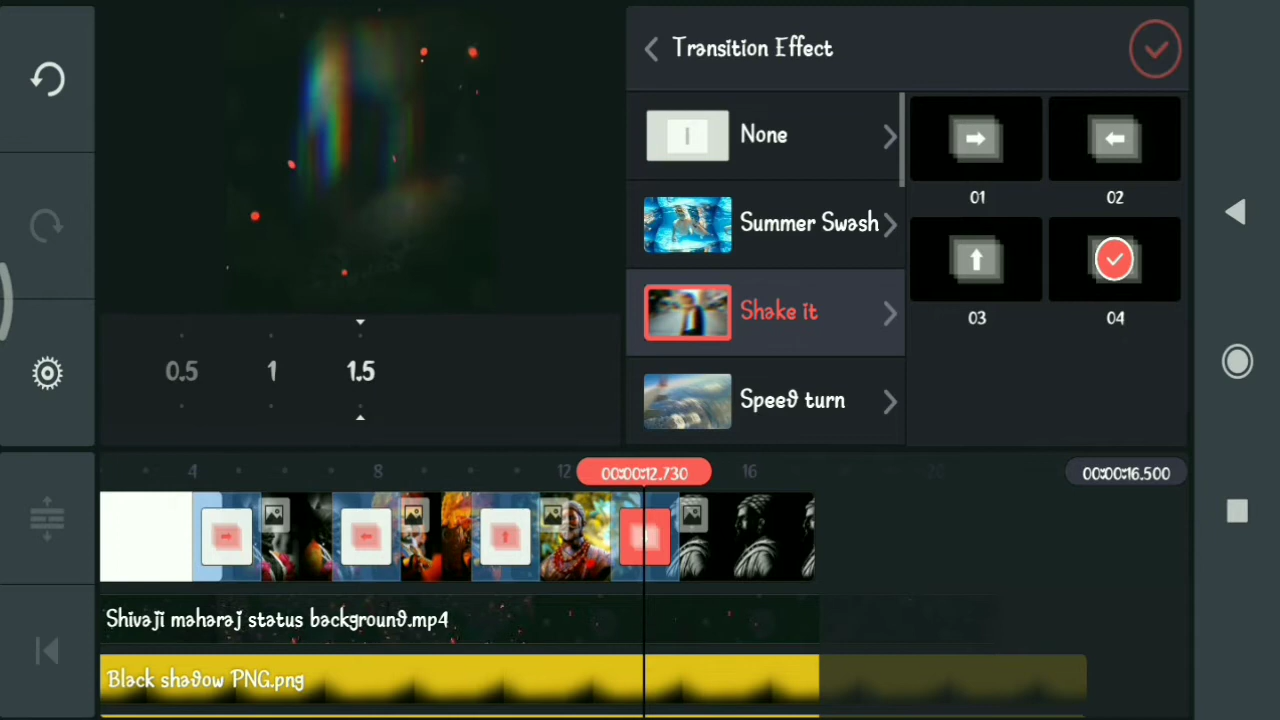 Transition Effect
None
01
02
Summer Swash
Shake it
03
04
0.5
1
1.5
Speed turn
4
8
12
00:00:12.730
16
20
00:00:16.500
Shivaji maharaj status background.mp4
Black shadow PNG.png